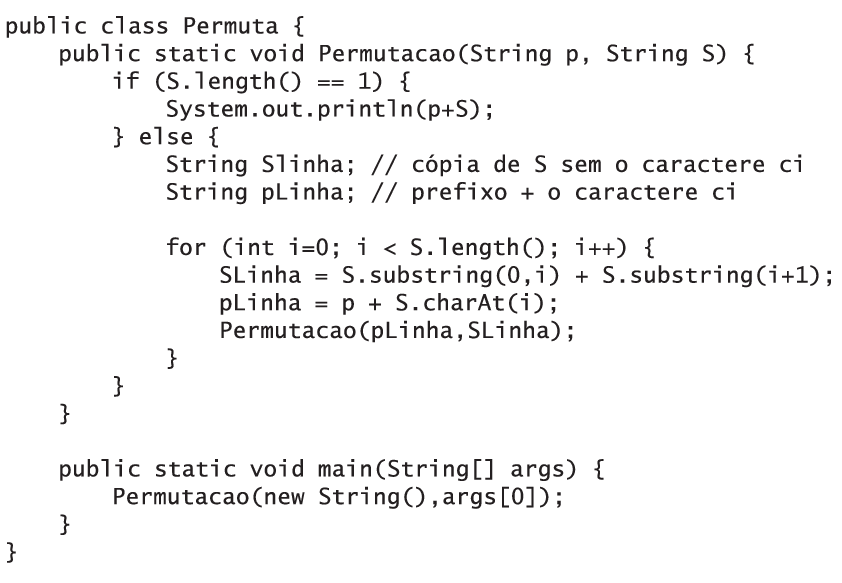 public class Permuta {
    public static void Permutacao(String p, String S) {
        if (S.length() == 1) {
            System.out.println(p+S);
        } else {
            String Slinha; // cópia de S sem o caractere ci
            String pLinha; // prefixo + o caractere ci

            for (int i=0; i < S.length(); i++) {
                SLinha = S.substring(0,i) + S.substring(i+1);
                pLinha = p + S.charAt(i);
                Permutacao(pLinha,SLinha);
            }
        }
    }

    public static void main(String[] args) {
        Permutacao(new String(),args[0]);
    }
}